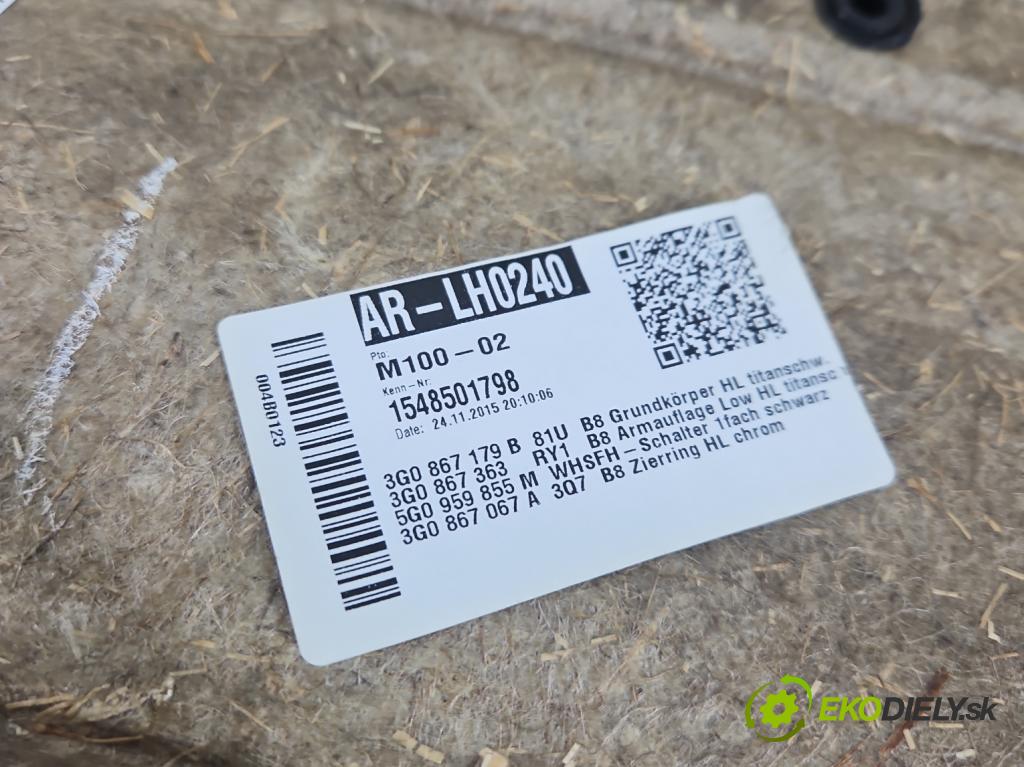 AR-LH0240
Pto:
M100-02
Kenn-Nr:
1548501798
Date: 24.11.2015 20:10:06
3G0 867 179 B 81U B8 Grundkörper HL titanschw..
3G0 867 363 RY1 B8 Armauflage Low HL titansc
5G0 959 855 M WHSFH-Schalter 1fach schwarz
3G0 867 067 A 3Q7 B8 Zierring HL chrom
004B0123
EKODIELY.sk